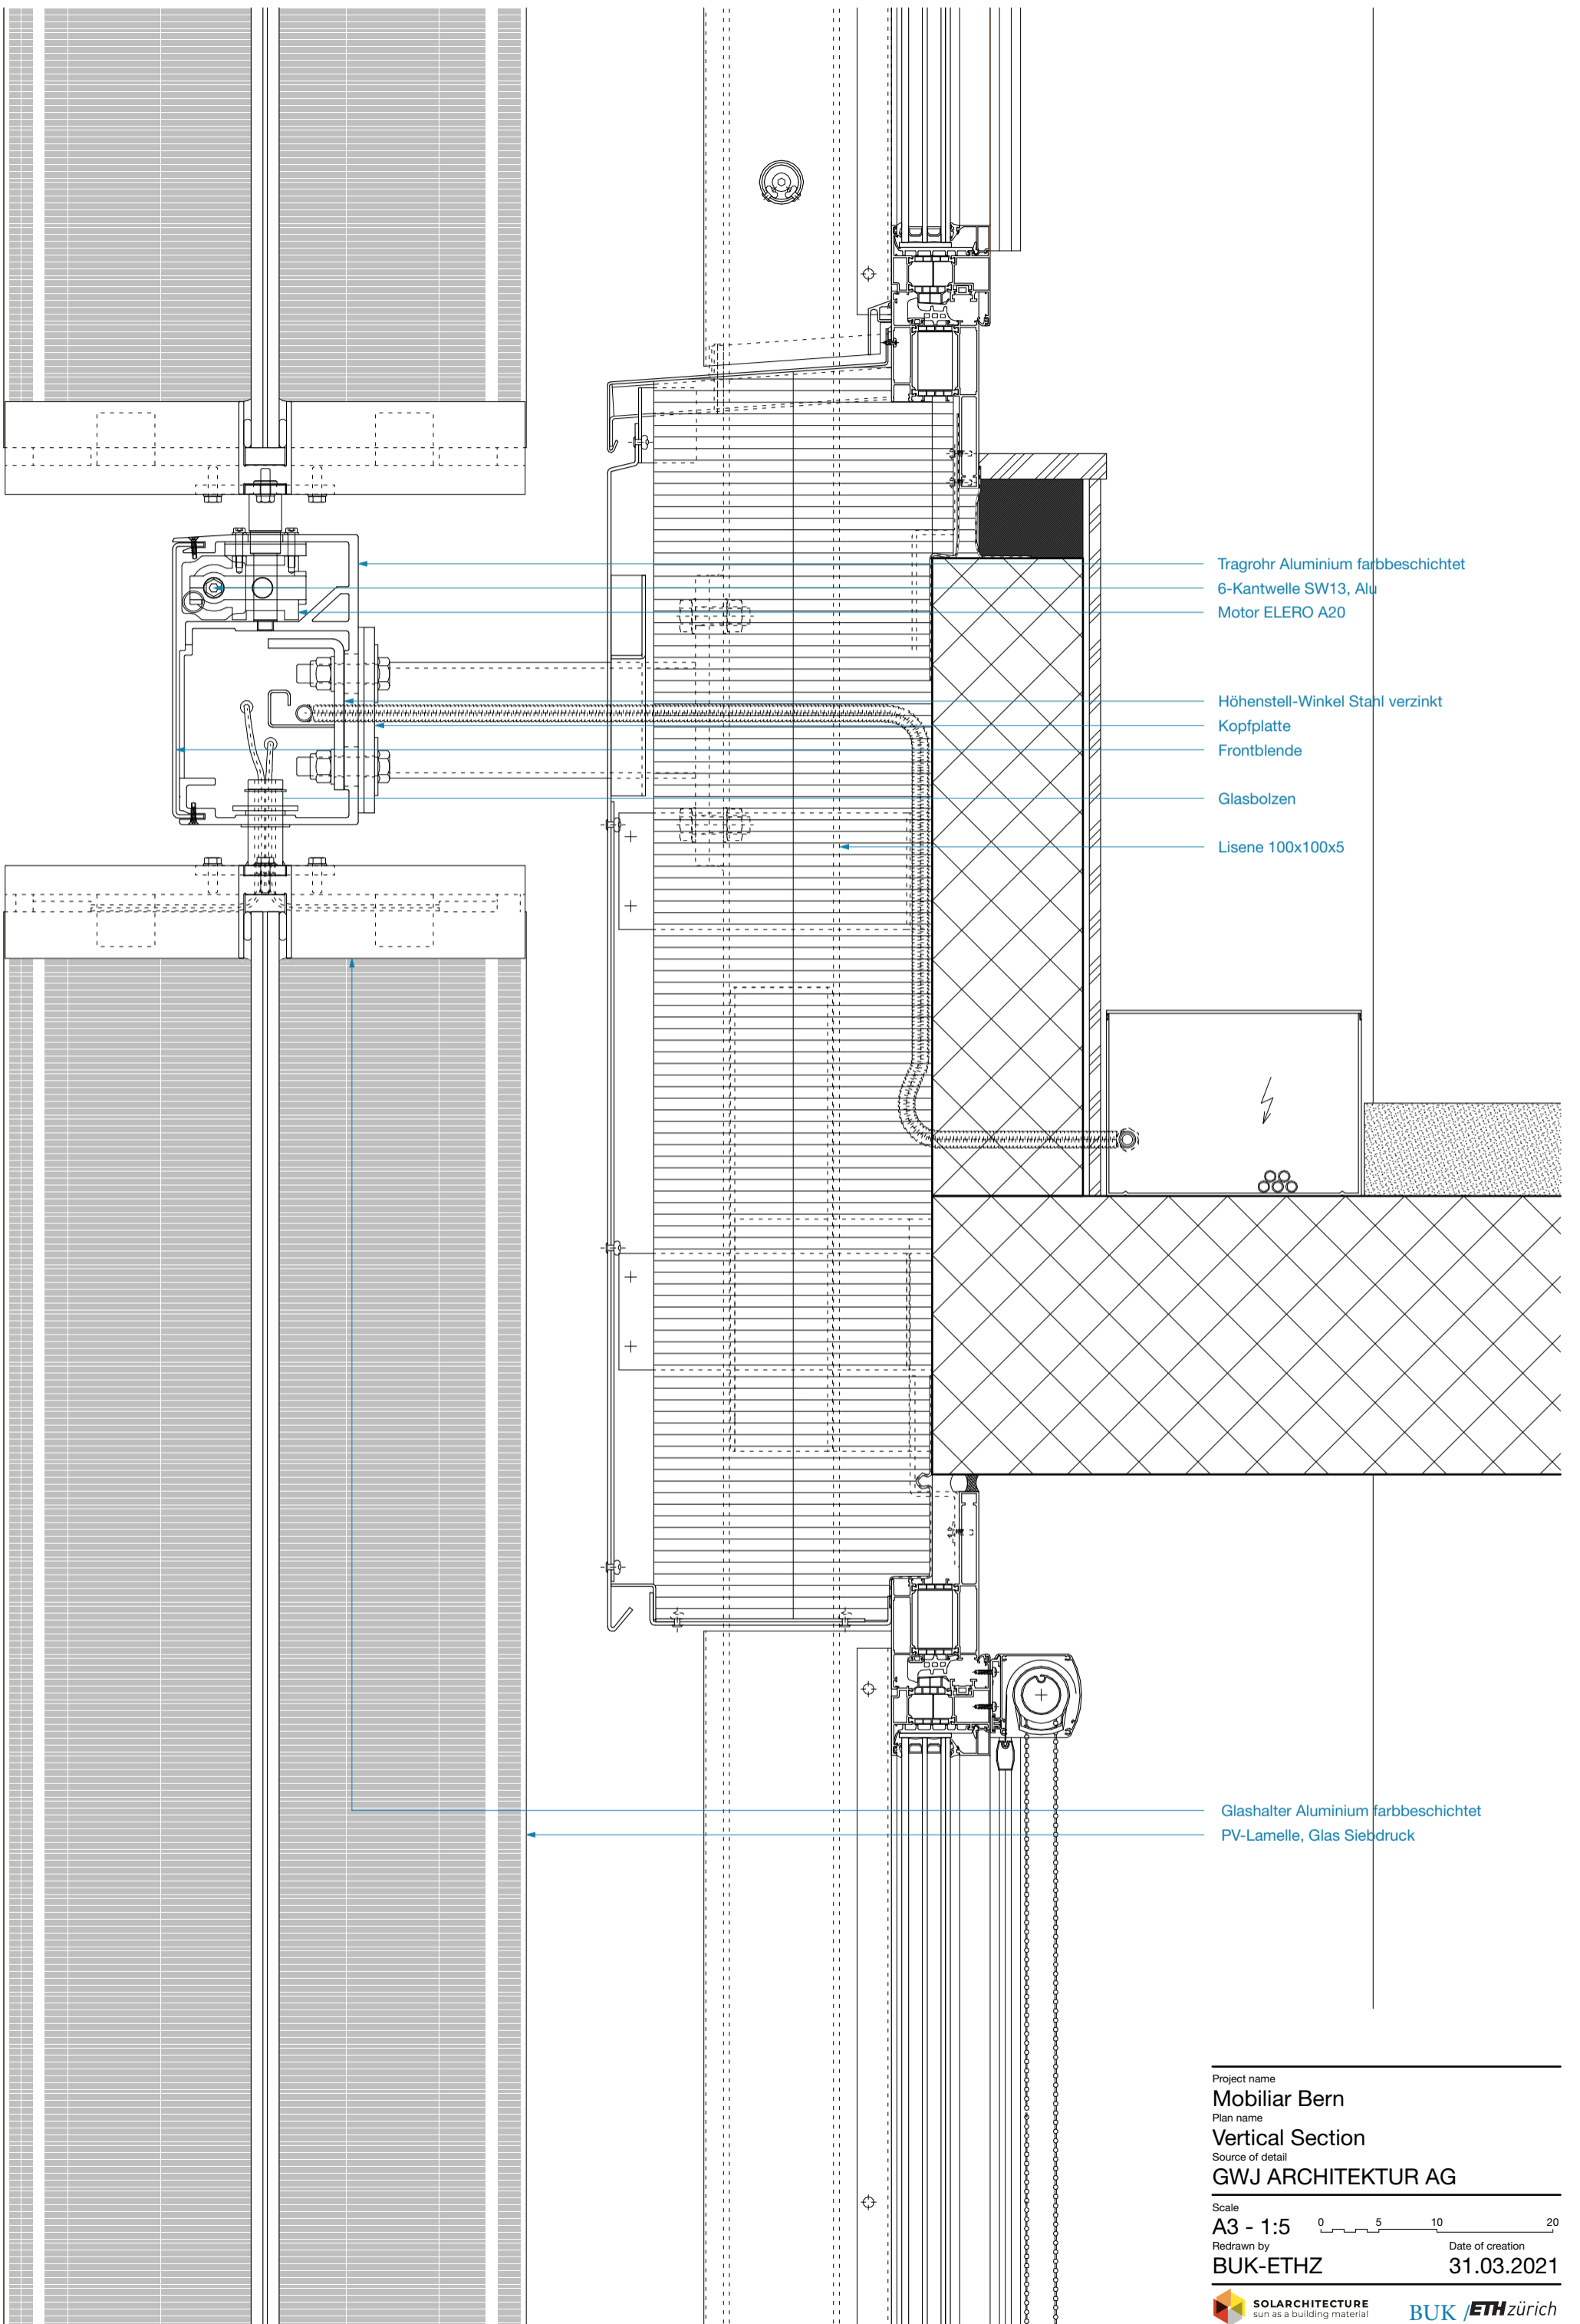 Tragrohr Aluminium farbbeschichtet
6-Kantwelle SW13, Alu
Motor ELERO A20
Höhenstell-Winkel Stahl verzinkt
Kopfplatte
Frontblende
Glasbolzen
Lisene 100x100x5
Glashalter Aluminium farbbeschichtet
PV-Lamelle, Glas Siebdruck
Project name
Mobiliar Bern
Plan name
Vertical Section
Source of detail
GWJ ARCHITEKTUR AG
Scale
A3 - 1:5 0 5 10 20
Redrawn by Date of creation
BUK-ETHZ 31.03.2021
SOLARCHITECTURE
sun as a building material
BUK / ETH zürich